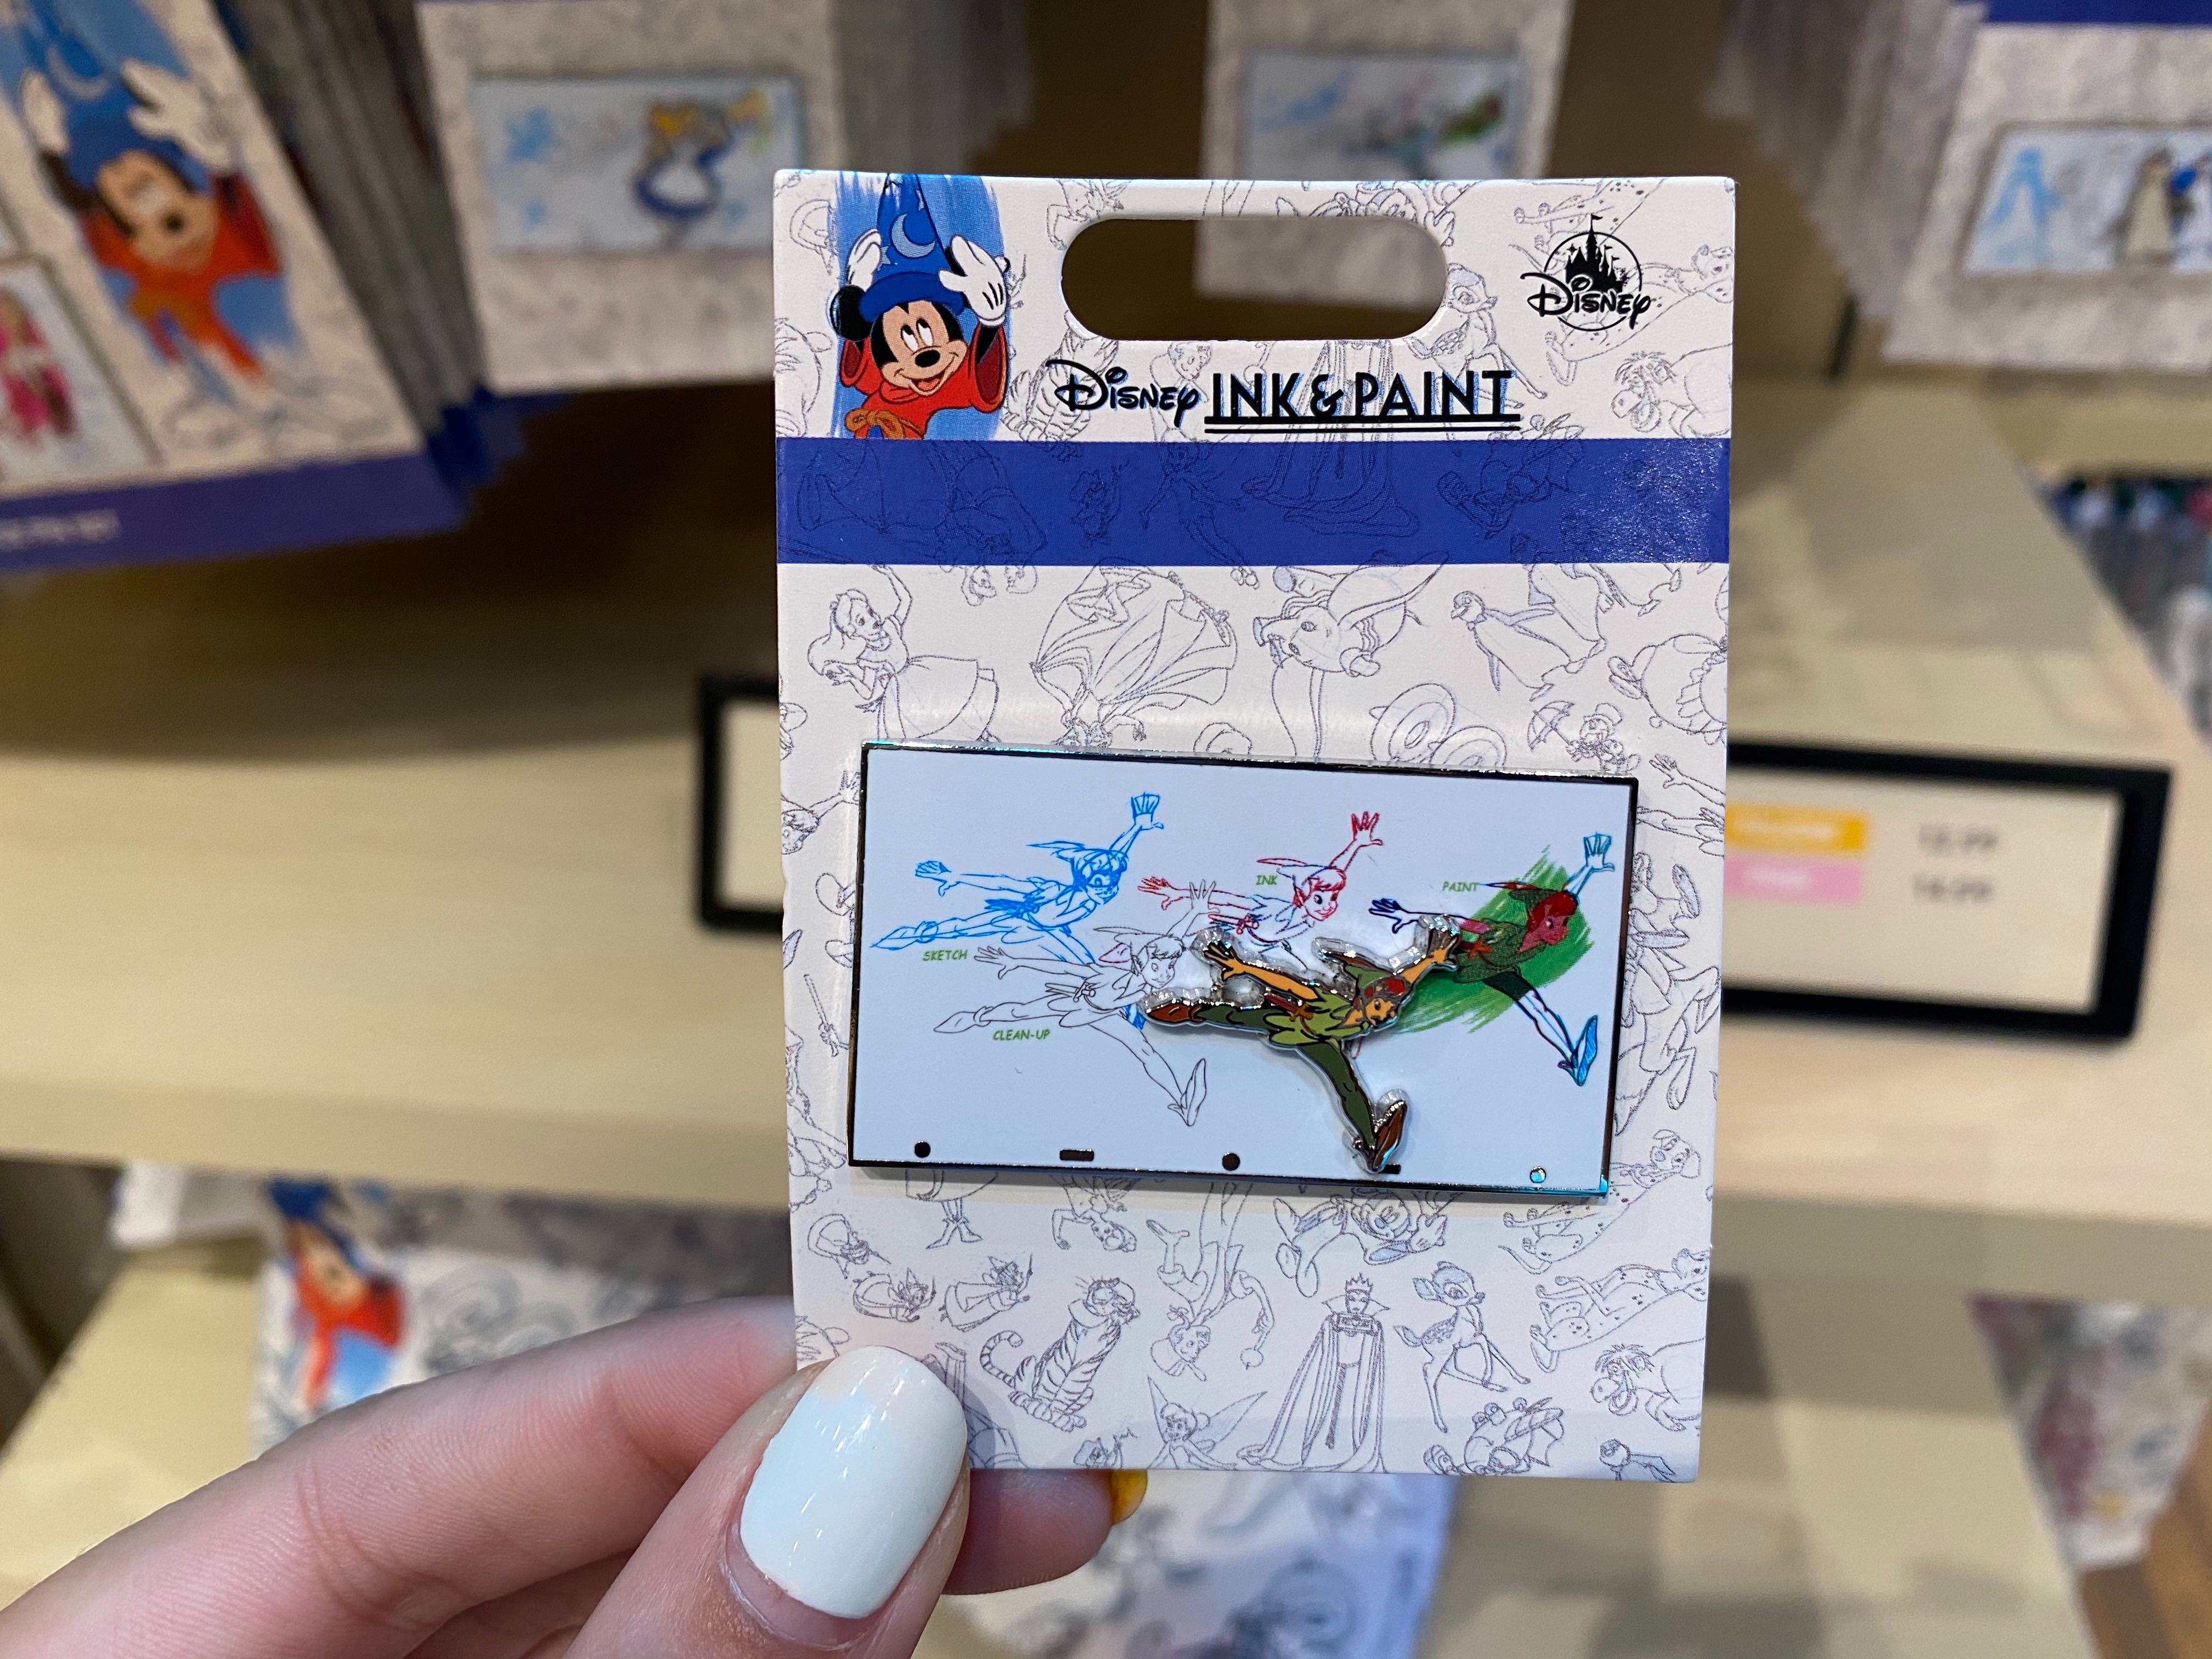 Disney
Disney INK & PAINT
INK
PAINT
SKETCH
CLEAN-UP